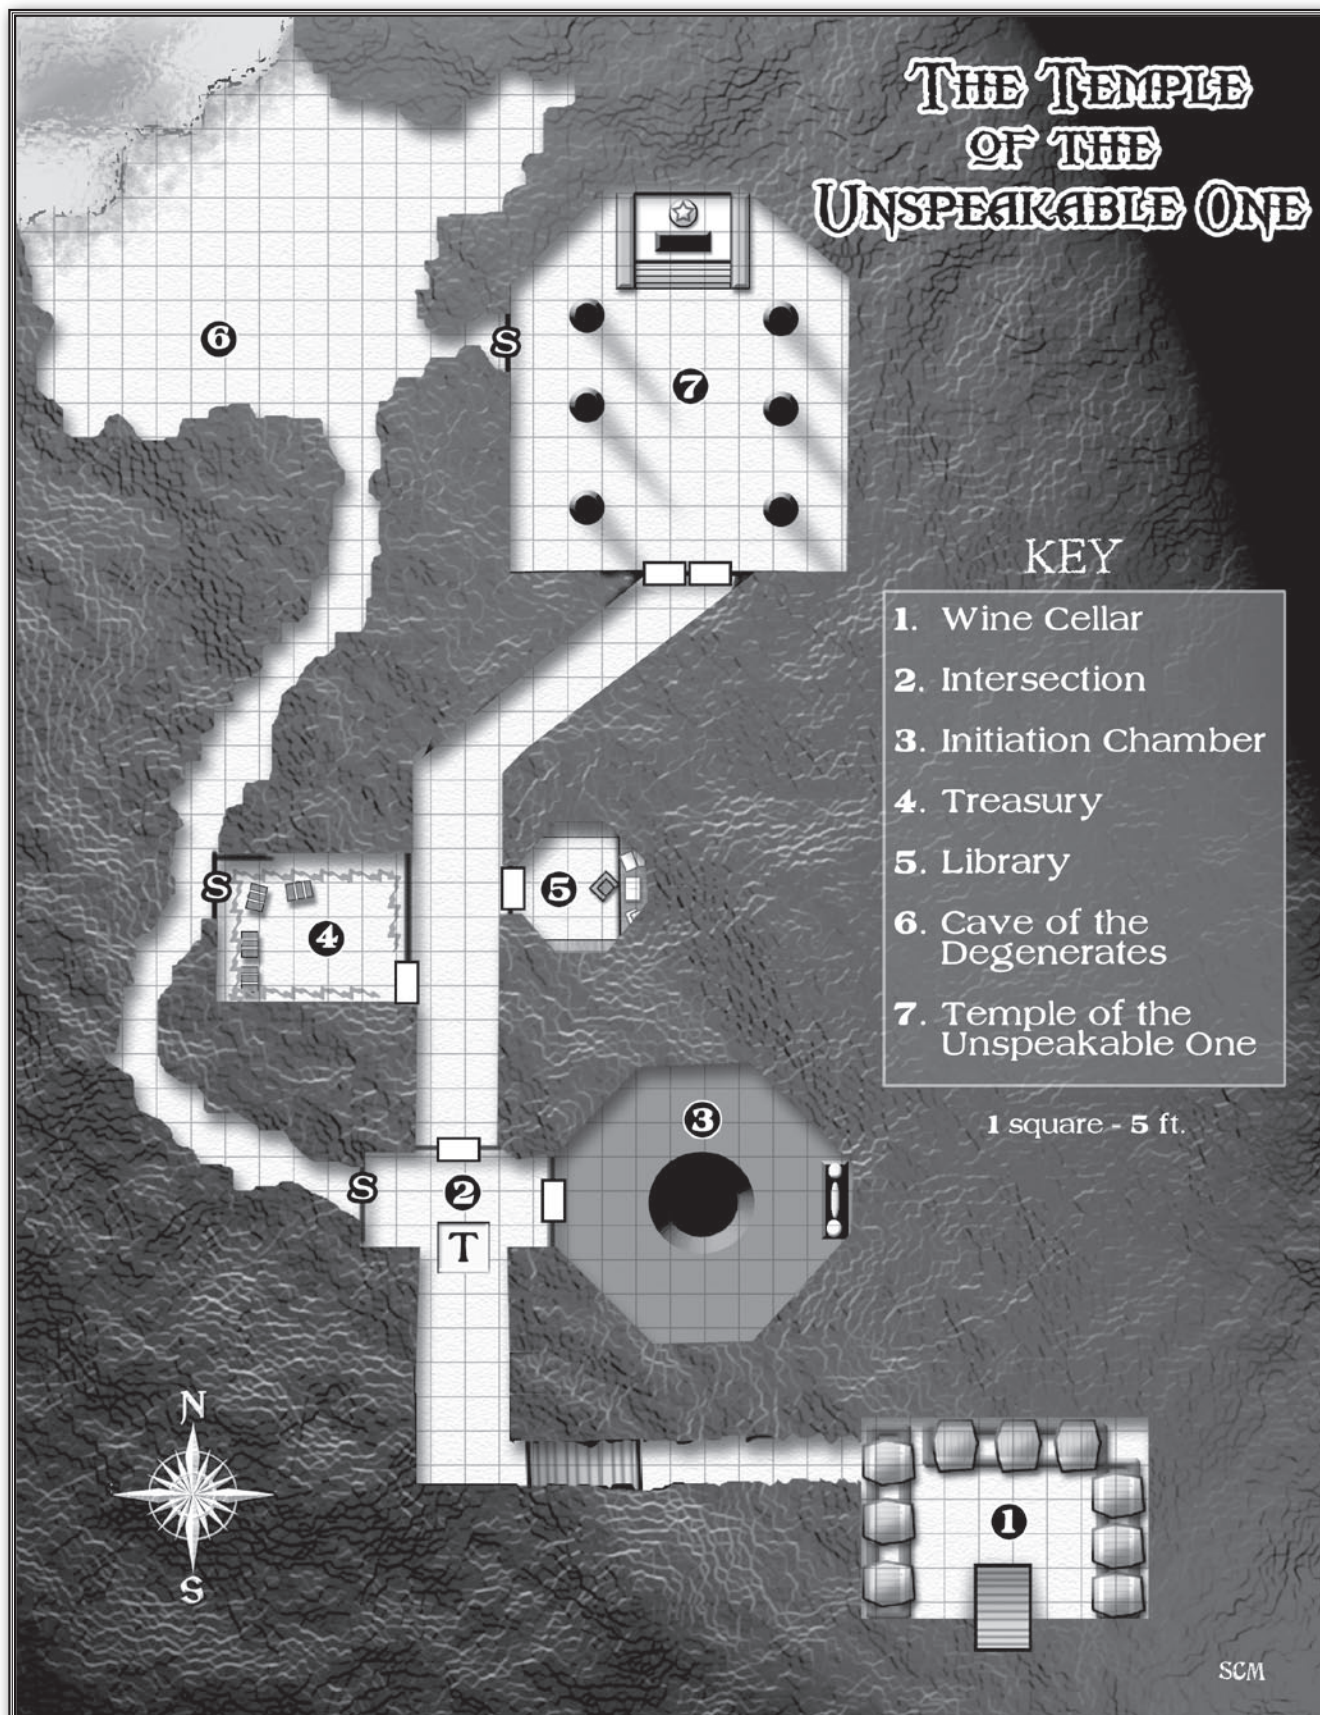 THE TEMPLE
OF THE
UNSPEAKABLE ONE
6
S
7
KEY
1. Wine Cellar
2. Intersection
3. Initiation Chamber
4. Treasury
5. Library
6. Cave of the
Degenerates
7. Temple of the
Unspeakable One
1 square - 5 ft.
S
5
4
3
S
2
T
N
S
1
SCM